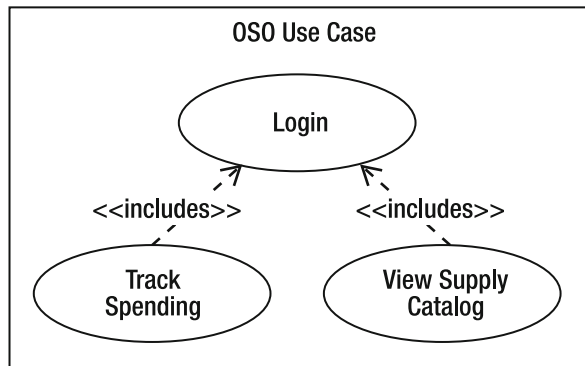 OSO Use Case
Login
<<includes>>
<<includes>>
Track
Spending
View Supply
Catalog